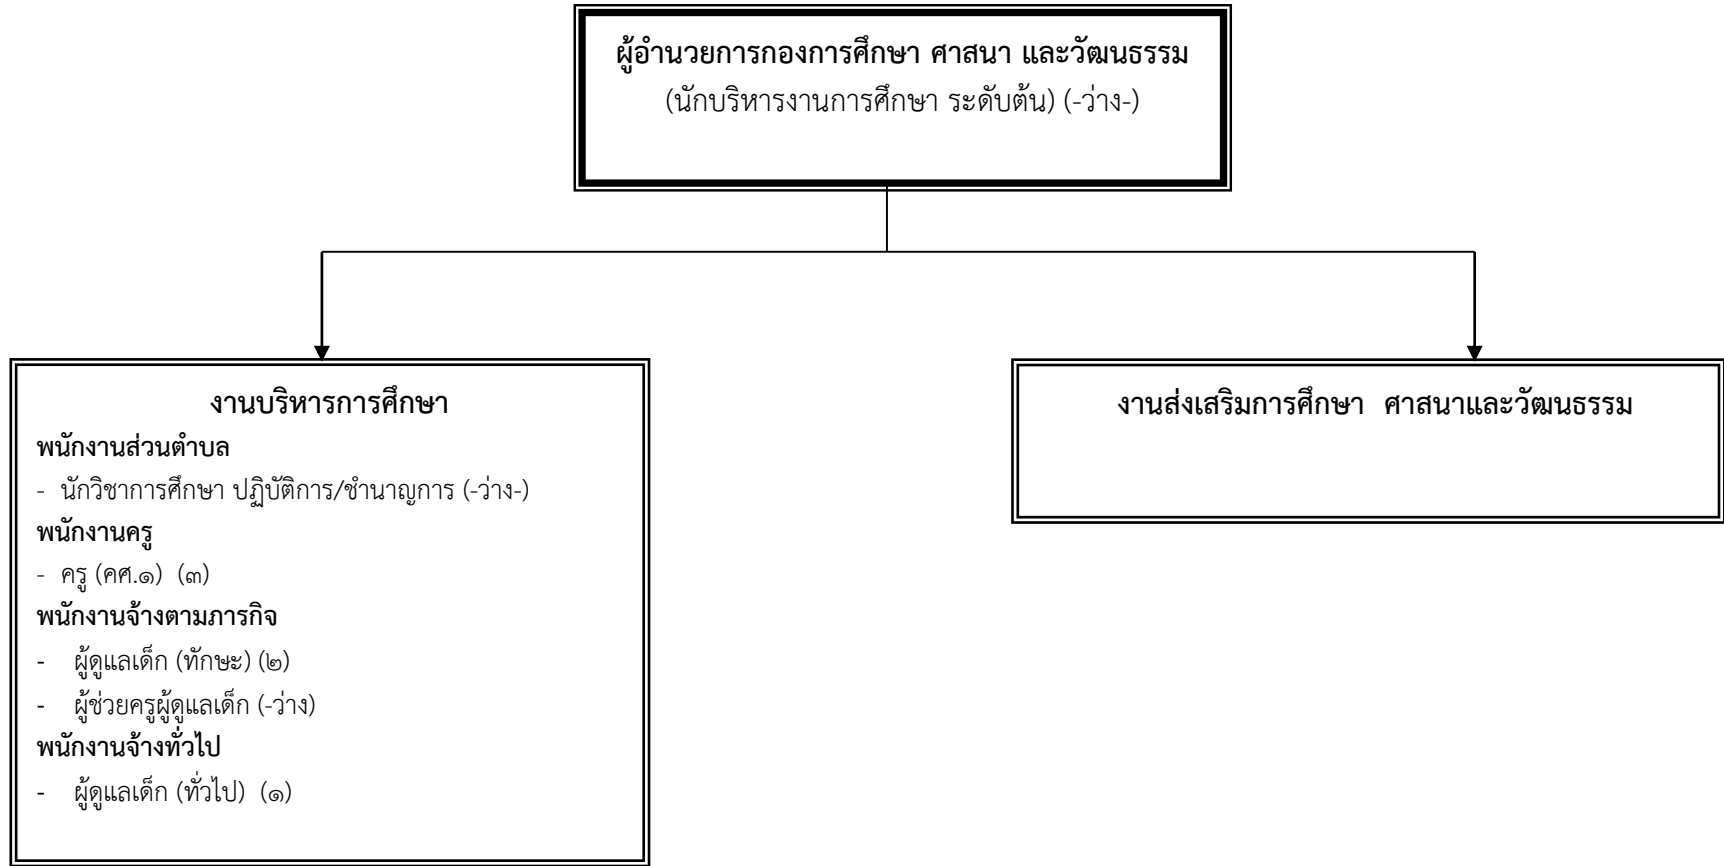 ผู้อำนวยการกองการศึกษา ศาสนา และวัฒนธรรม
(นักบริหารงานการศึกษา ระดับต้น) (-ว่าง-)
งานบริหารการศึกษา
พนักงานส่วนตำบล
- นักวิชาการศึกษา ปฏิบัติการ/ชำนาญการ (-ว่าง-)
พนักงานครู
- ครู (คศ.๑) (๓)
พนักงานจ้างตามภารกิจ
- ผู้ดูแลเด็ก (ทักษะ) (๒)
- ผู้ช่วยครูผู้ดูแลเด็ก (-ว่าง)
พนักงานจ้างทั่วไป
- ผู้ดูแลเด็ก (ทั่วไป) (๑)
งานส่งเสริมการศึกษา ศาสนาและวัฒนธรรม